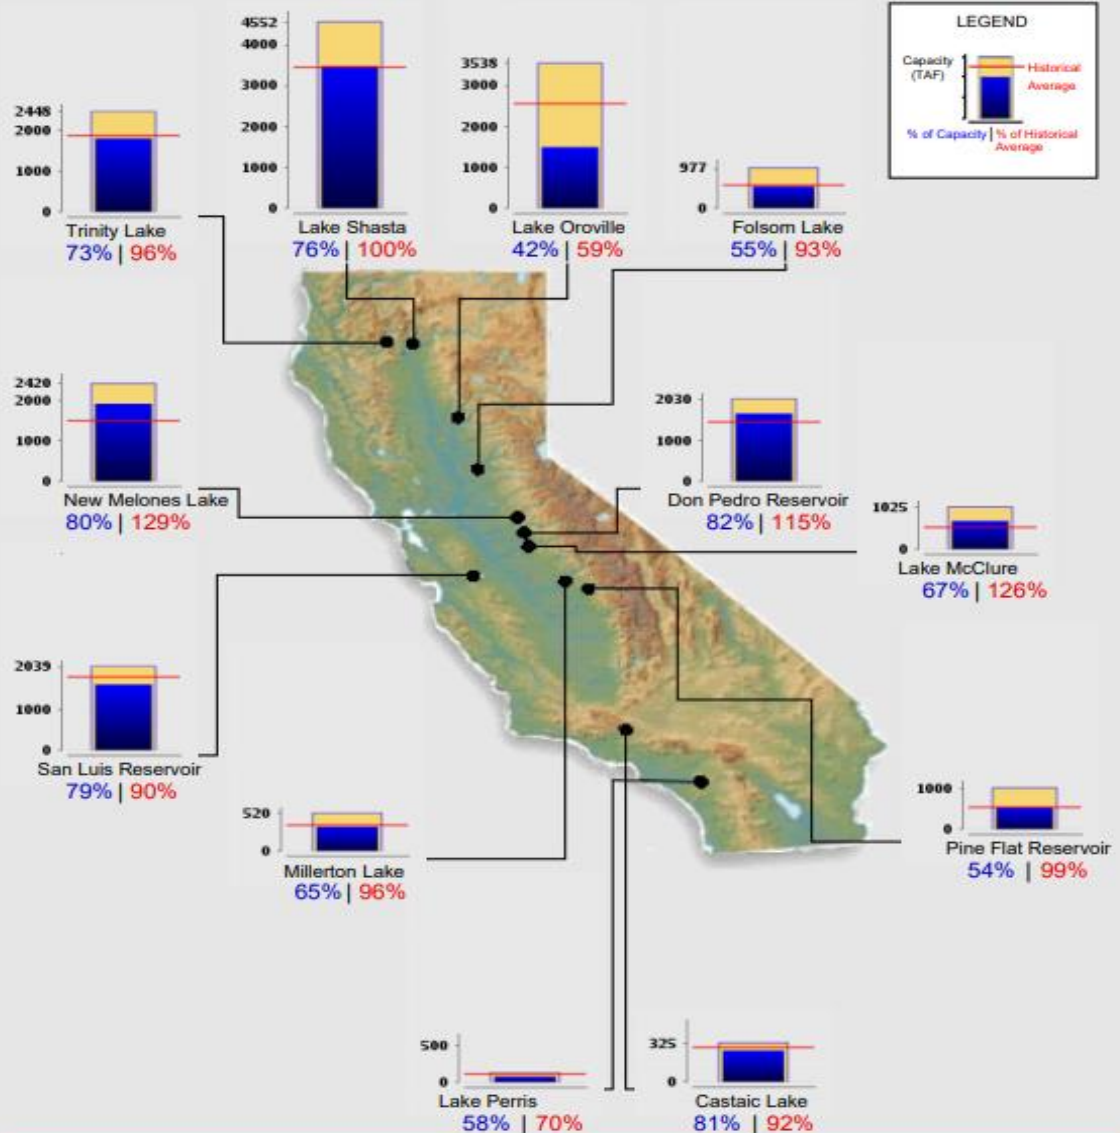 LEGEND
Capacity
(TAF)
Historical
Average
% of Capacity | % of Historical
Average
2448
2000
1000
0
Trinity Lake
73% | 96%
4552
4000
3000
2000
1000
0
Lake Shasta
76% | 100%
3538
3000
2000
1000
0
Lake Oroville
42% | 59%
977
0
Folsom Lake
55% | 93%
2420
2000
1000
0
New Melones Lake
80% | 129%
2030
1000
0
Don Pedro Reservoir
82% | 115%
1025
0
Lake McClure
67% | 126%
2039
1000
0
San Luis Reservoir
79% | 90%
520
0
Millerton Lake
65% | 96%
1000
0
Pine Flat Reservoir
54% | 99%
500
0
Lake Perris
58% | 70%
325
0
Castaic Lake
81% | 92%